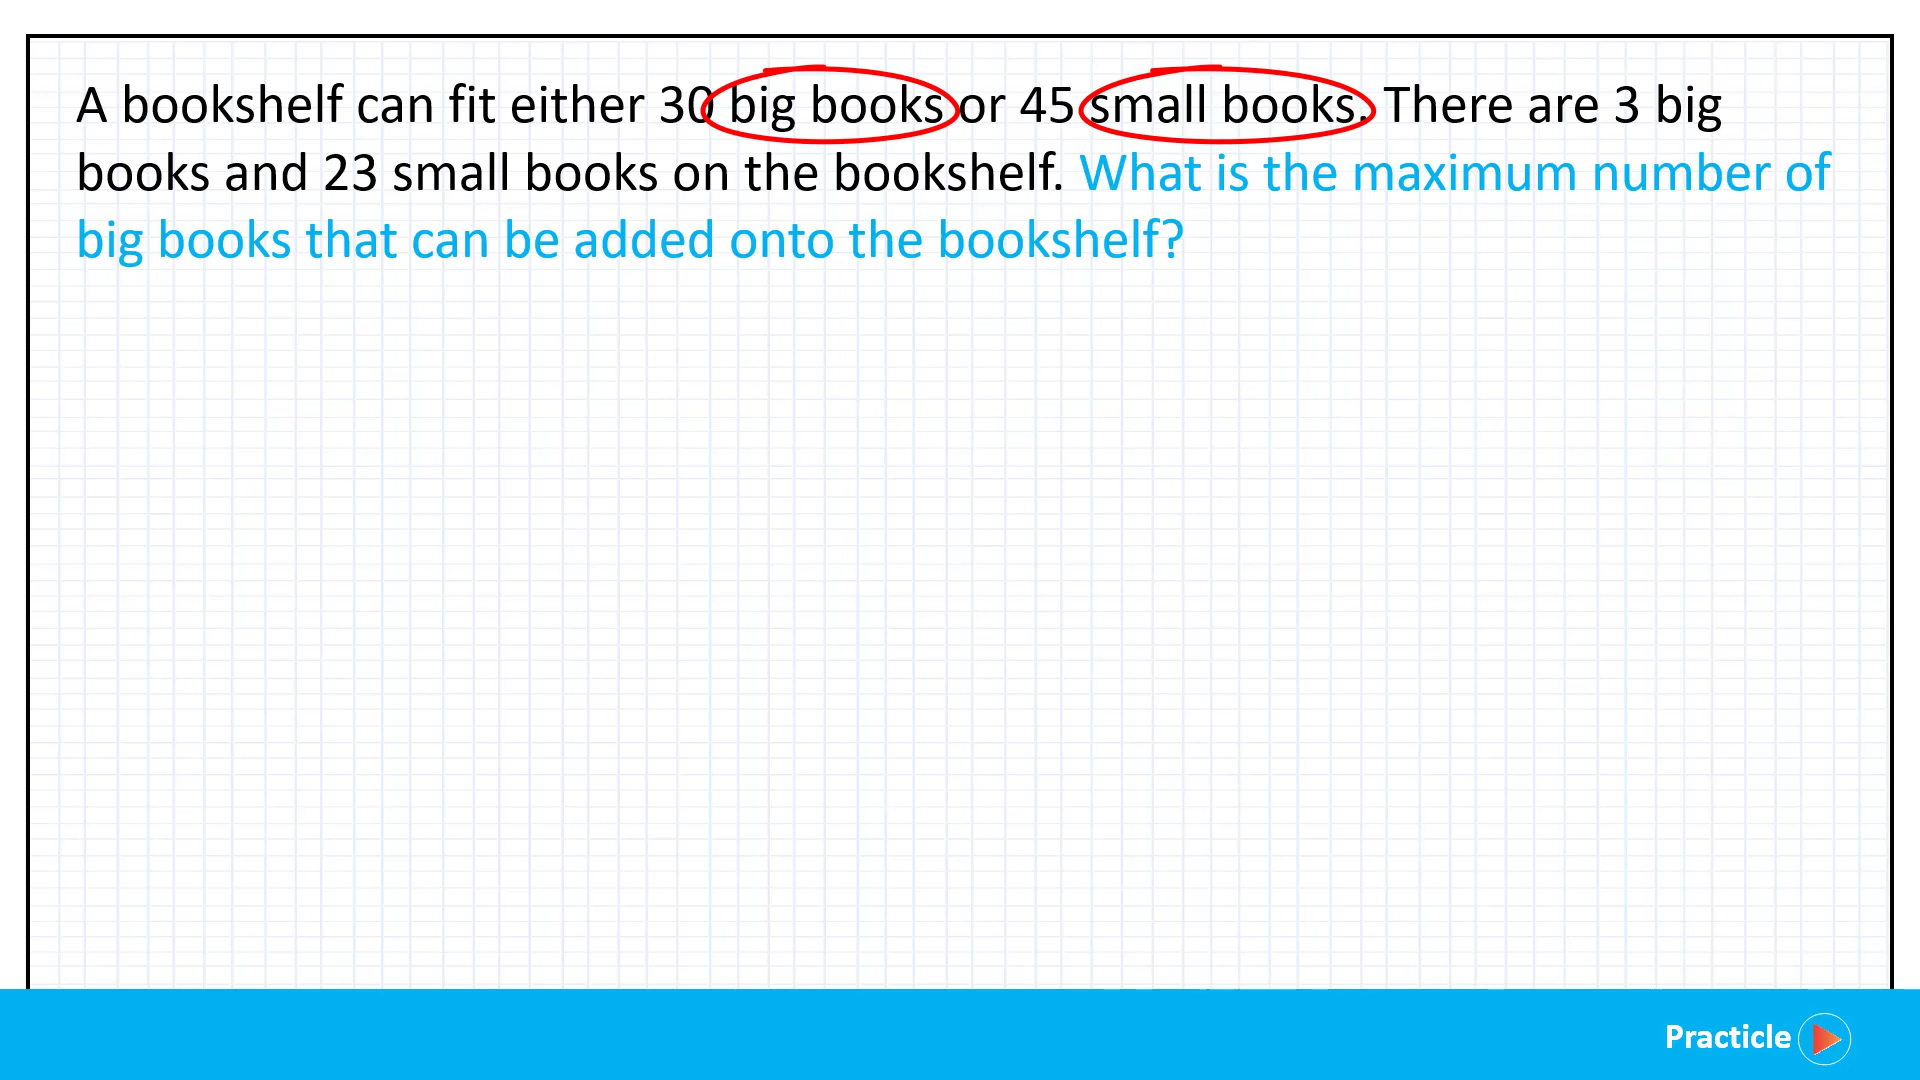 A bookshelf can fit either 30 big books or 45 small books. There are 3 big
books and 23 small books on the bookshelf. What is the maximum number of
big books that can be added onto the bookshelf?
Practicle